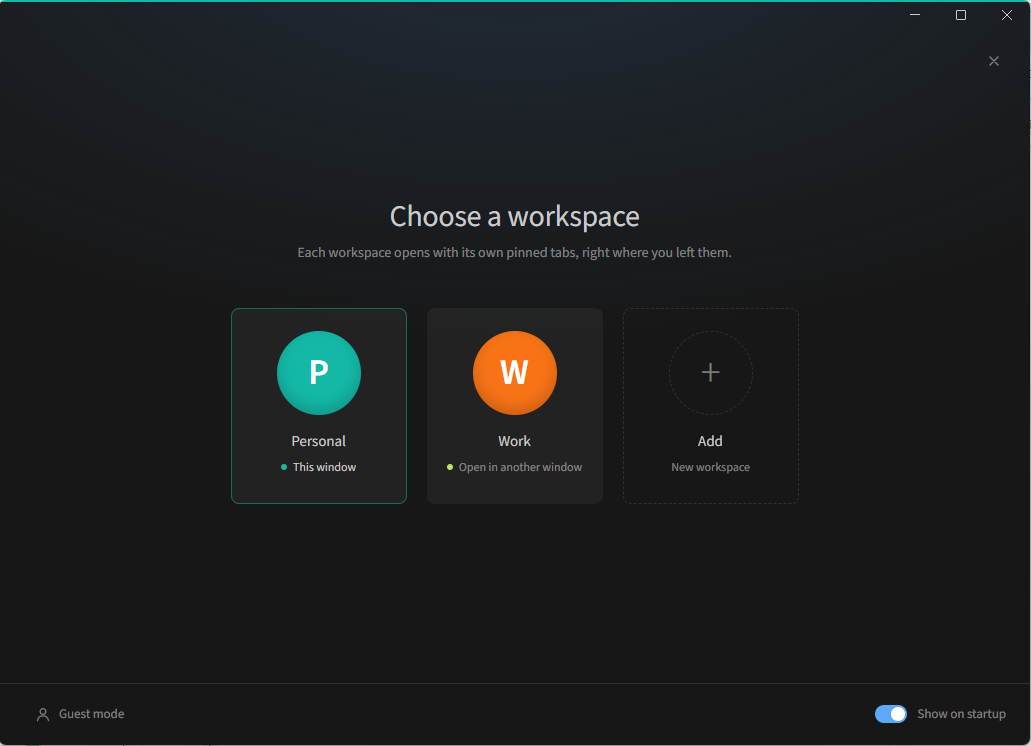 Choose a workspace
Each workspace opens with its own pinned tabs, right where you left them.
P
Personal
This window
W
Work
Open in another window
Add
New workspace
Guest mode
Show on startup